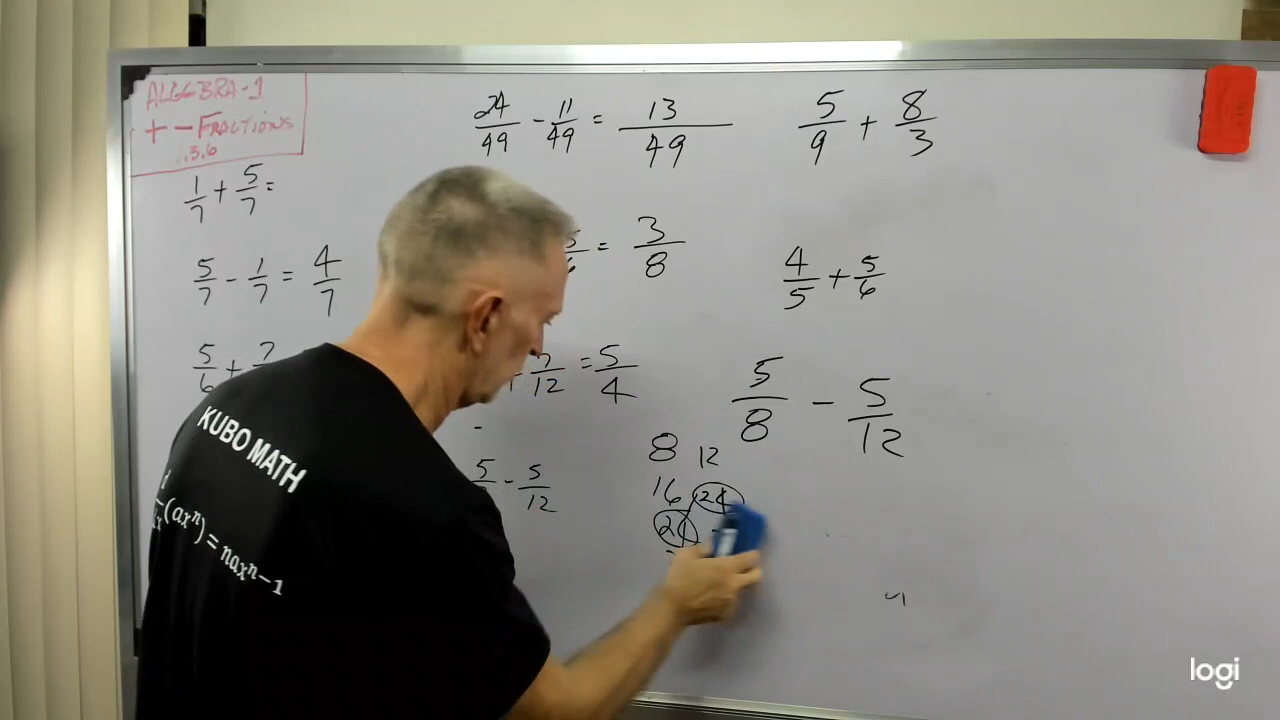 ALGEBRA-1
+ - FRACTIONS
.3.6
1/7 + 5/7 =
5/7 - 1/7 = 4/7
5/6 +
24/49 - 11/49 = 13/49
= 3/8
7/12 = 5/4
-
5 - 5/12
5/9 + 8/3
4/5 + 5/6
5/8 - 5/12
8 12
16 24
24
KUBO MATH
(ax^n) = nax^n-1
logi